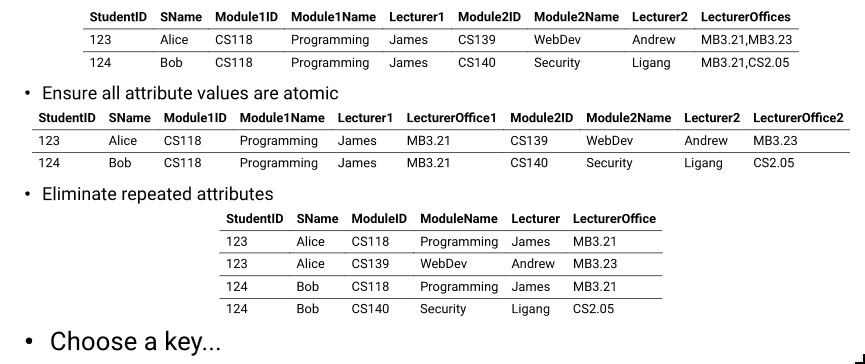 StudentID SName Module1ID Module1Name Lecturer1 Module2ID Module2Name Lecturer2 LecturerOffices
123 Alice CS118 Programming James CS139 WebDev Andrew MB3.21,MB3.23
124 Bob CS118 Programming James CS140 Security Ligang MB3.21,CS2.05
• Ensure all attribute values are atomic
StudentID SName Module1ID Module1Name Lecturer1 LecturerOffice1 Module2ID Module2Name Lecturer2 LecturerOffice2
123 Alice CS118 Programming James MB3.21 CS139 WebDev Andrew MB3.23
124 Bob CS118 Programming James MB3.21 CS140 Security Ligang CS2.05
• Eliminate repeated attributes
StudentID SName ModuleID ModuleName Lecturer LecturerOffice
123 Alice CS118 Programming James MB3.21
123 Alice CS139 WebDev Andrew MB3.23
124 Bob CS118 Programming James MB3.21
124 Bob CS140 Security Ligang CS2.05
• Choose a key...